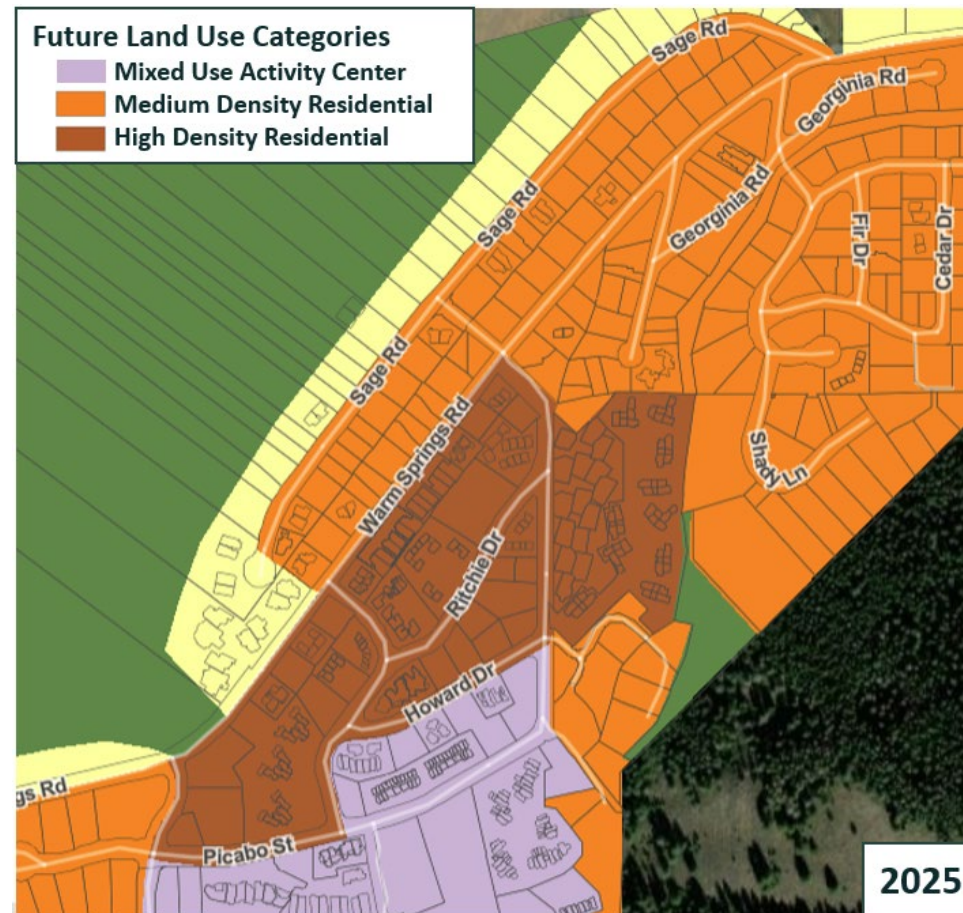 Future Land Use Categories
Mixed Use Activity Center
Medium Density Residential
High Density Residential
Sage Rd
Georginia Rd
Sage Rd
Georginia Rd
Fir Dr
Cedar Dr
Sage Rd
Warm Springs Rd
Shady Ln
Ritchie Dr
Howard Dr
gs Rd
Picabo St
2025